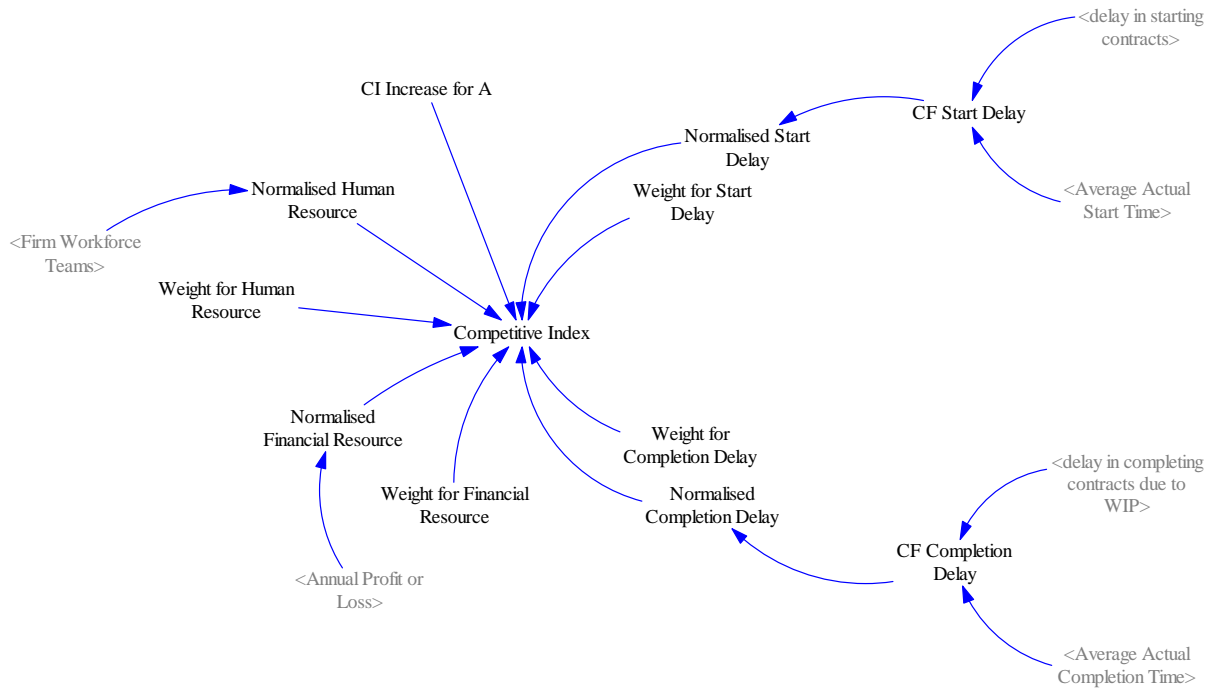 <delay in starting
contracts>
CI Increase for A
CF Start Delay
Normalised Start
Delay
Normalised Human
Resource
Weight for Start
Delay
<Average Actual
Start Time>
<Firm Workforce
Teams>
Weight for Human
Resource
Competitive Index
Normalised
Financial Resource
Weight for
Completion Delay
<delay in completing
contracts due to
WIP>
Weight for Financial
Resource
Normalised
Completion Delay
CF Completion
Delay
<Annual Profit or
Loss>
<Average Actual
Completion Time>